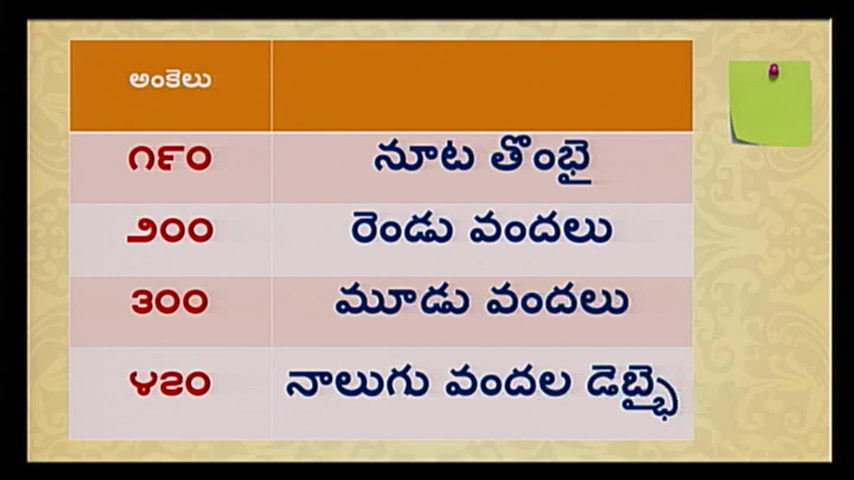 అంకెలు
౧౯౦ నూట తొంభై
౨౦౦ రెండు వందలు
౩౦౦ మూడు వందలు
౪౭౦ నాలుగు వందల డెబ్భై